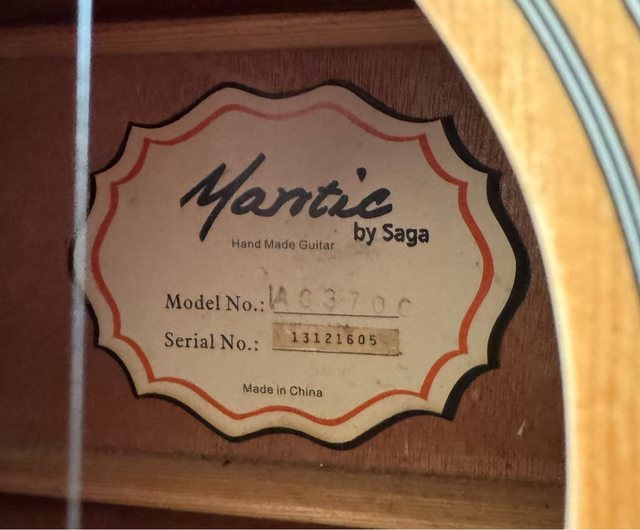 Mantic
by Saga
Hand Made Guitar
Model No.: AG370C
Serial No.: 13121605
Made in China